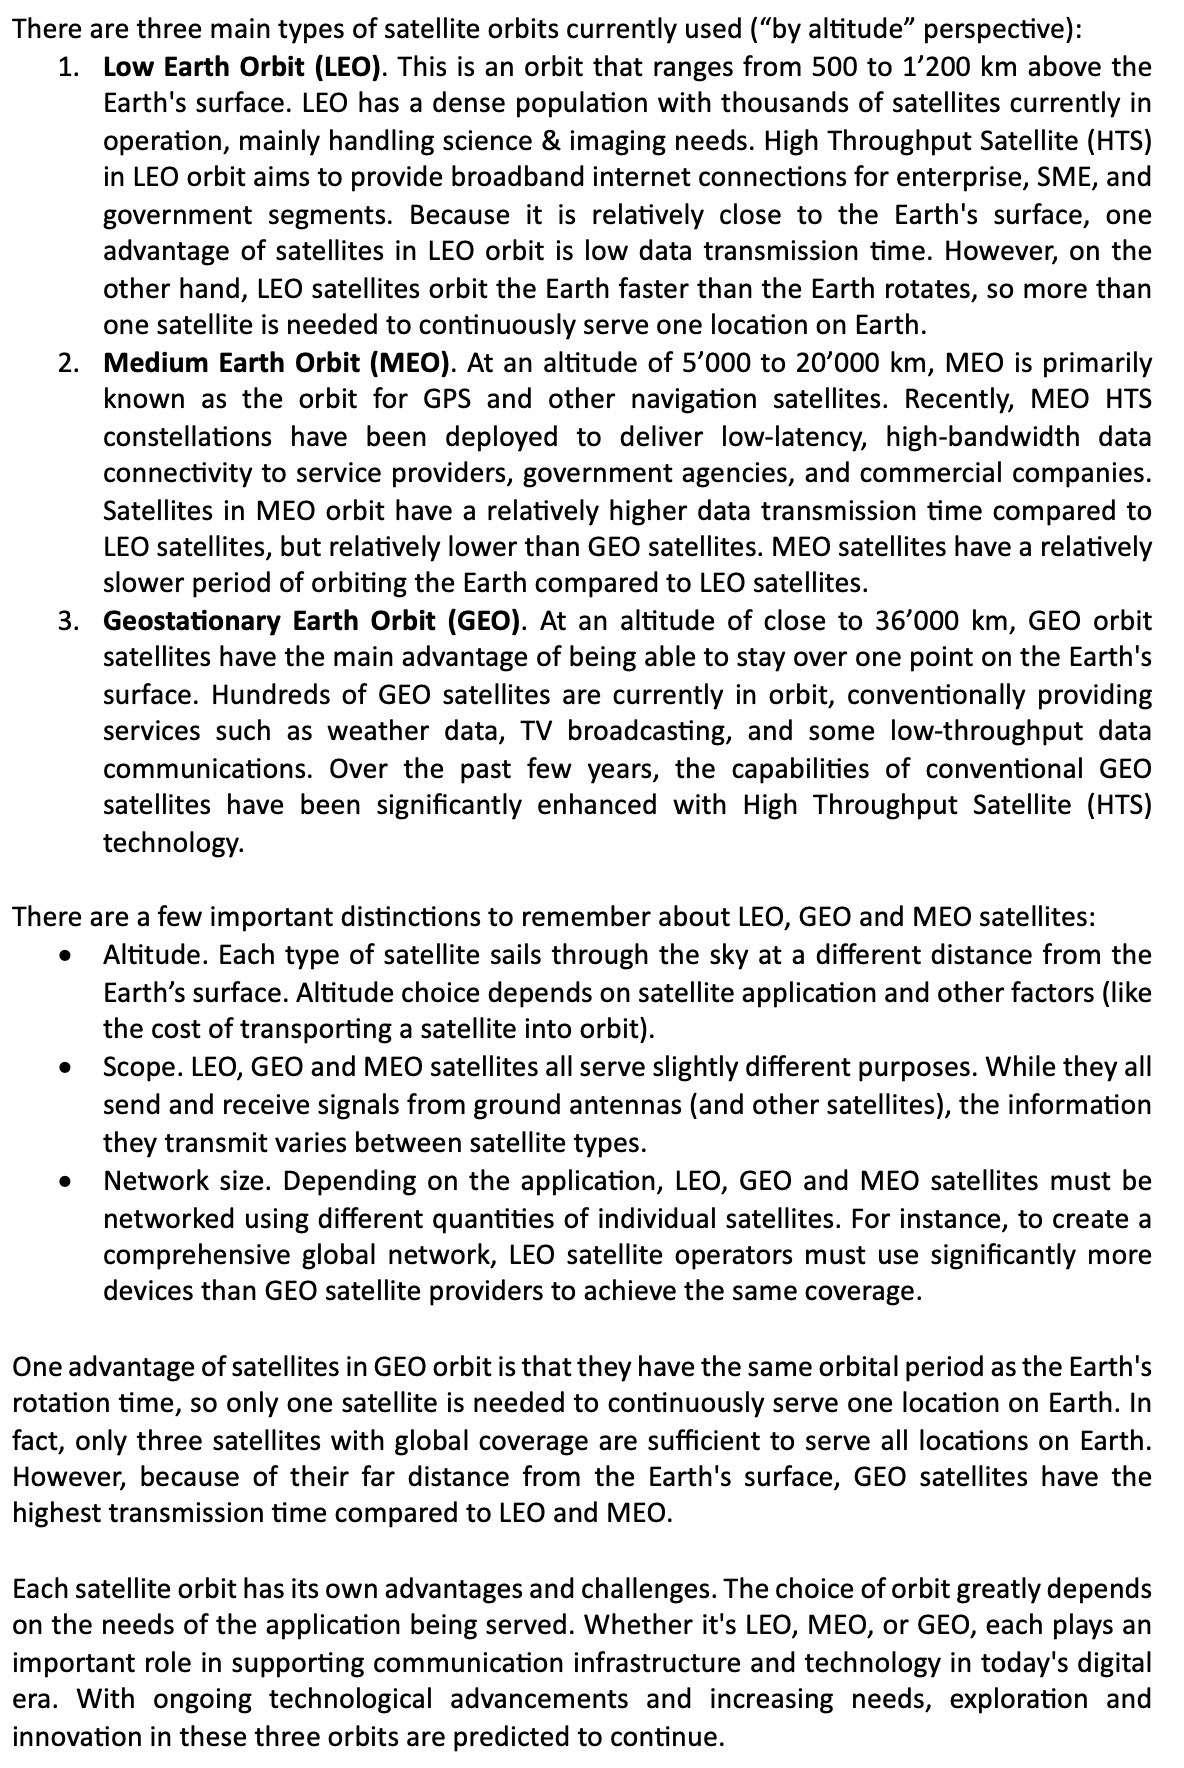 There are three main types of satellite orbits currently used (“by altitude” perspective):
1. Low Earth Orbit (LEO). This is an orbit that ranges from 500 to 1’200 km above the
Earth's surface. LEO has a dense population with thousands of satellites currently in
operation, mainly handling science & imaging needs. High Throughput Satellite (HTS)
in LEO orbit aims to provide broadband internet connections for enterprise, SME, and
government segments. Because it is relatively close to the Earth's surface, one
advantage of satellites in LEO orbit is low data transmission time. However, on the
other hand, LEO satellites orbit the Earth faster than the Earth rotates, so more than
one satellite is needed to continuously serve one location on Earth.
2. Medium Earth Orbit (MEO). At an altitude of 5’000 to 20’000 km, MEO is primarily
known as the orbit for GPS and other navigation satellites. Recently, MEO HTS
constellations have been deployed to deliver low-latency, high-bandwidth data
connectivity to service providers, government agencies, and commercial companies.
Satellites in MEO orbit have a relatively higher data transmission time compared to
LEO satellites, but relatively lower than GEO satellites. MEO satellites have a relatively
slower period of orbiting the Earth compared to LEO satellites.
3. Geostationary Earth Orbit (GEO). At an altitude of close to 36’000 km, GEO orbit
satellites have the main advantage of being able to stay over one point on the Earth's
surface. Hundreds of GEO satellites are currently in orbit, conventionally providing
services such as weather data, TV broadcasting, and some low-throughput data
communications. Over the past few years, the capabilities of conventional GEO
satellites have been significantly enhanced with High Throughput Satellite (HTS)
technology.
There are a few important distinctions to remember about LEO, GEO and MEO satellites:
• Altitude. Each type of satellite sails through the sky at a different distance from the
Earth’s surface. Altitude choice depends on satellite application and other factors (like
the cost of transporting a satellite into orbit).
• Scope. LEO, GEO and MEO satellites all serve slightly different purposes. While they all
send and receive signals from ground antennas (and other satellites), the information
they transmit varies between satellite types.
• Network size. Depending on the application, LEO, GEO and MEO satellites must be
networked using different quantities of individual satellites. For instance, to create a
comprehensive global network, LEO satellite operators must use significantly more
devices than GEO satellite providers to achieve the same coverage.
One advantage of satellites in GEO orbit is that they have the same orbital period as the Earth's
rotation time, so only one satellite is needed to continuously serve one location on Earth. In
fact, only three satellites with global coverage are sufficient to serve all locations on Earth.
However, because of their far distance from the Earth's surface, GEO satellites have the
highest transmission time compared to LEO and MEO.
Each satellite orbit has its own advantages and challenges. The choice of orbit greatly depends
on the needs of the application being served. Whether it's LEO, MEO, or GEO, each plays an
important role in supporting communication infrastructure and technology in today's digital
era. With ongoing technological advancements and increasing needs, exploration and
innovation in these three orbits are predicted to continue.